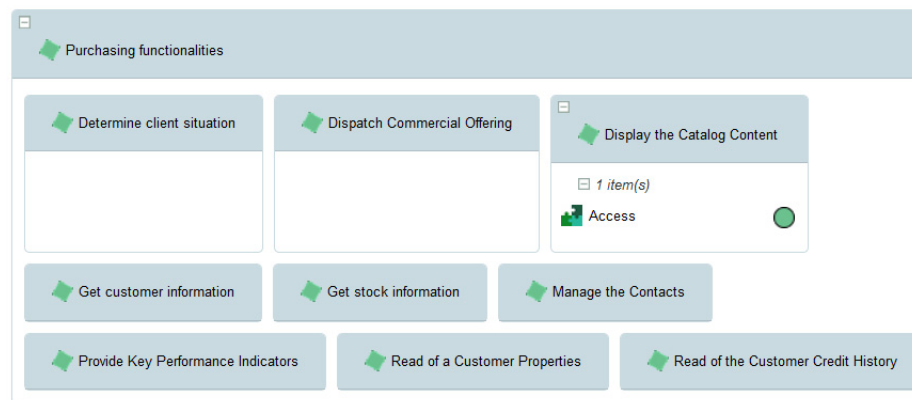 Purchasing functionalities
Determine client situation
Dispatch Commercial Offering
Display the Catalog Content
1 item(s)
Access
Get customer information
Get stock information
Manage the Contacts
Provide Key Performance Indicators
Read of a Customer Properties
Read of the Customer Credit History